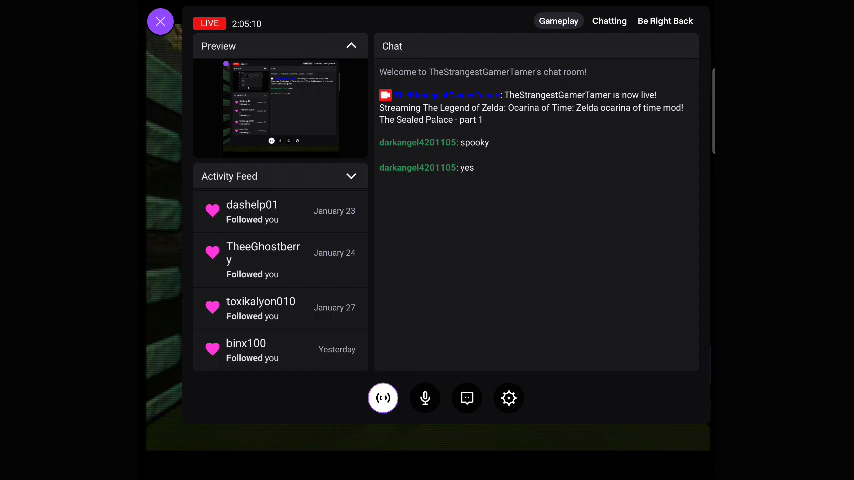 LIVE 2:05:10
Gameplay Chatting Be Right Back
Preview
Chat
Welcome to TheStrangestGamerTamer's chat room!
TheStrangestGamerTamer: TheStrangestGamerTamer is now live!
Streaming The Legend of Zelda: Ocarina of Time: Zelda ocarina of time mod!
The Sealed Palace - part 1
darkangel4201105: spooky
darkangel4201105: yes
Activity Feed
dashelp01
Followed you
January 23
TheeGhostberr
y
Followed you
January 24
toxikalyon010
Followed you
January 27
binx100
Followed you
Yesterday